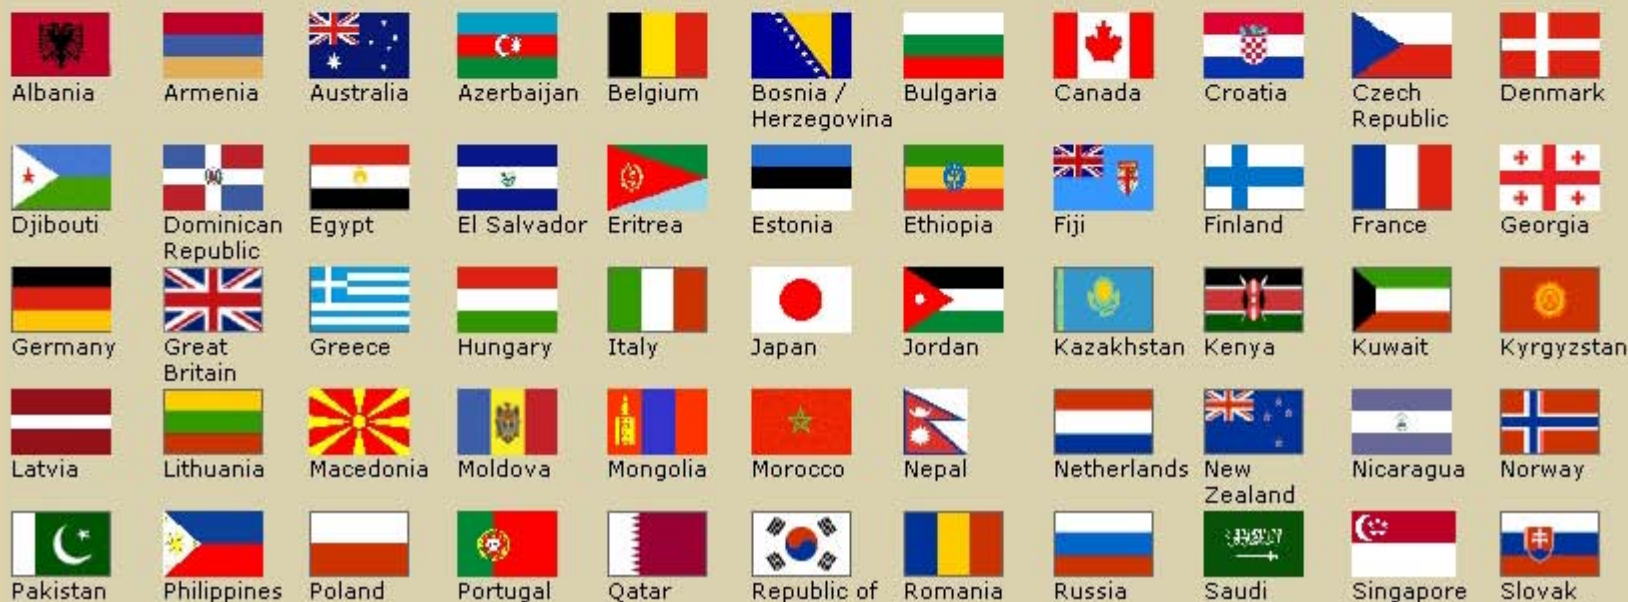 Albania Armenia Australia Azerbaijan Belgium Bosnia / Bulgaria Canada Croatia Czech Denmark
Herzegovina Republic
Djibouti Dominican Egypt El Salvador Eritrea Estonia Ethiopia Fiji Finland France Georgia
Republic
Germany Great Greece Hungary Italy Japan Jordan Kazakhstan Kenya Kuwait Kyrgyzstan
Britain
Latvia Lithuania Macedonia Moldova Mongolia Morocco Nepal Netherlands New Nicaragua Norway
Zealand
Pakistan Philippines Poland Portugal Qatar Republic of Romania Russia Saudi Singapore Slovak